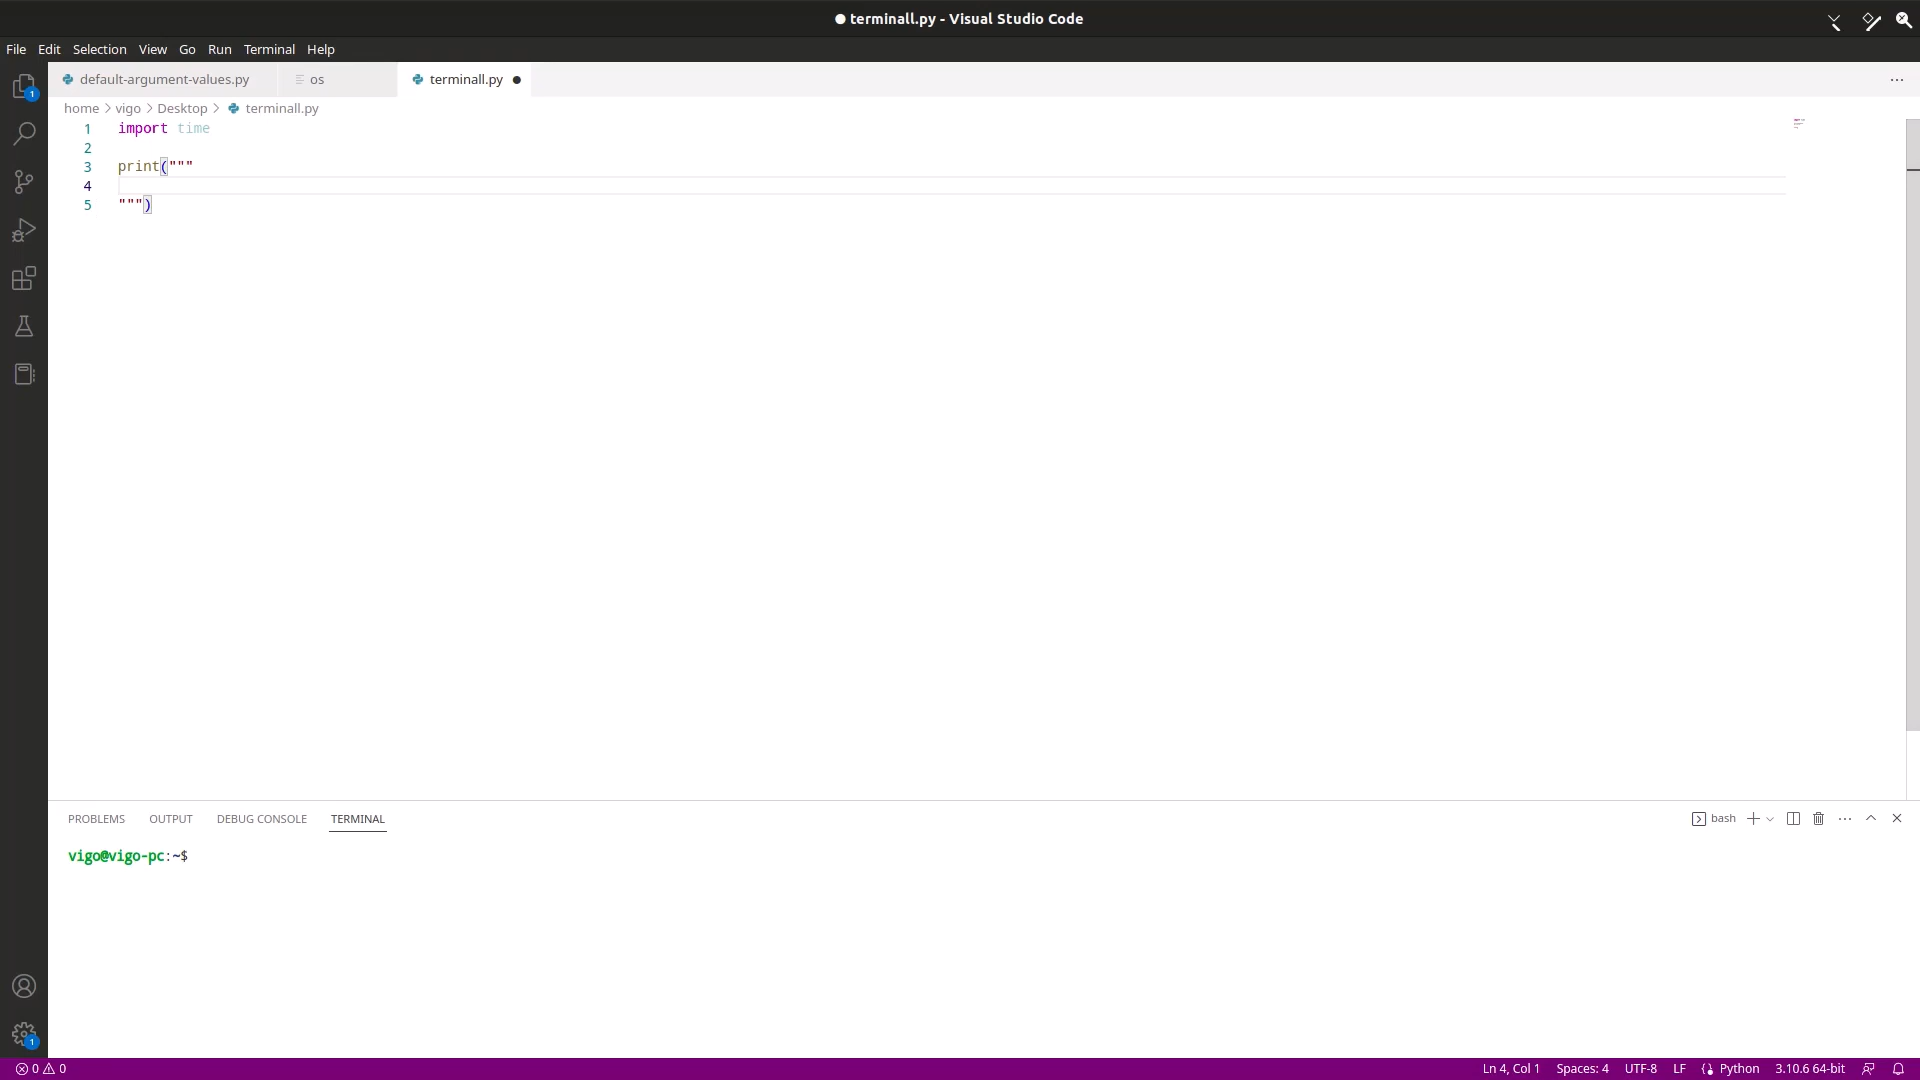 ● terminall.py - Visual Studio Code
File Edit Selection View Go Run Terminal Help
default-argument-values.py os terminall.py ●
home > vigo > Desktop > terminall.py
1 import time
2
3 print("""
4
5 """)
PROBLEMS OUTPUT DEBUG CONSOLE TERMINAL
bash
vigo@vigo-pc:~$
1
1
0 0
Ln 4, Col 1 Spaces: 4 UTF-8 LF Python 3.10.6 64-bit